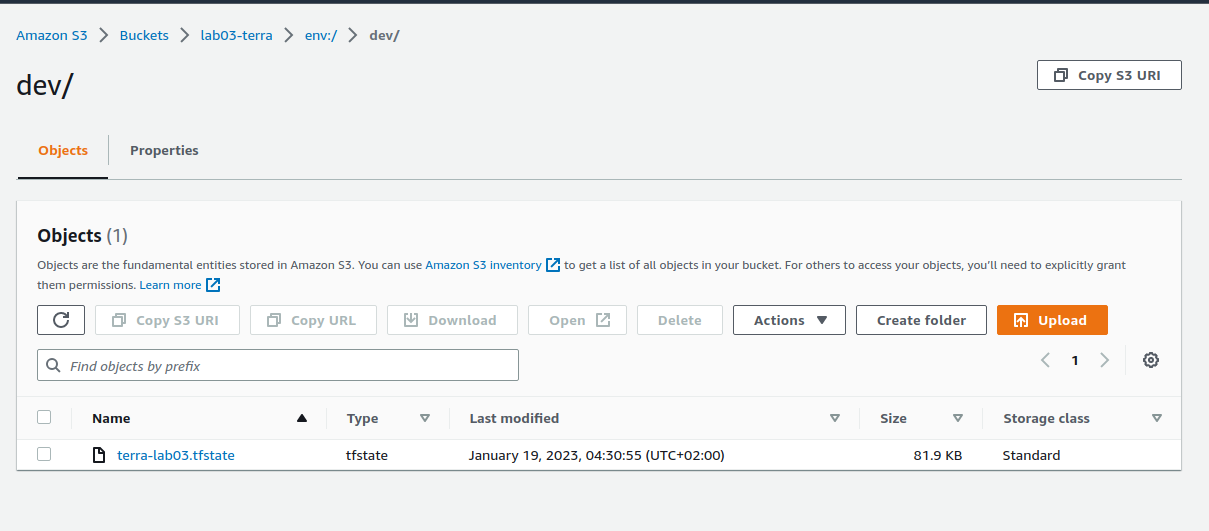 Amazon S3 > Buckets > lab03-terra > env:/ > dev/
dev/
Copy S3 URI
Objects Properties
Objects (1)
Objects are the fundamental entities stored in Amazon S3. You can use Amazon S3 inventory to get a list of all objects in your bucket. For others to access your objects, you'll need to explicitly grant
them permissions. Learn more
Copy S3 URI Copy URL Download Open Delete Actions Create folder Upload
Find objects by prefix
1
Name Type Last modified Size Storage class
terra-lab03.tfstate tfstate January 19, 2023, 04:30:55 (UTC+02:00) 81.9 KB Standard